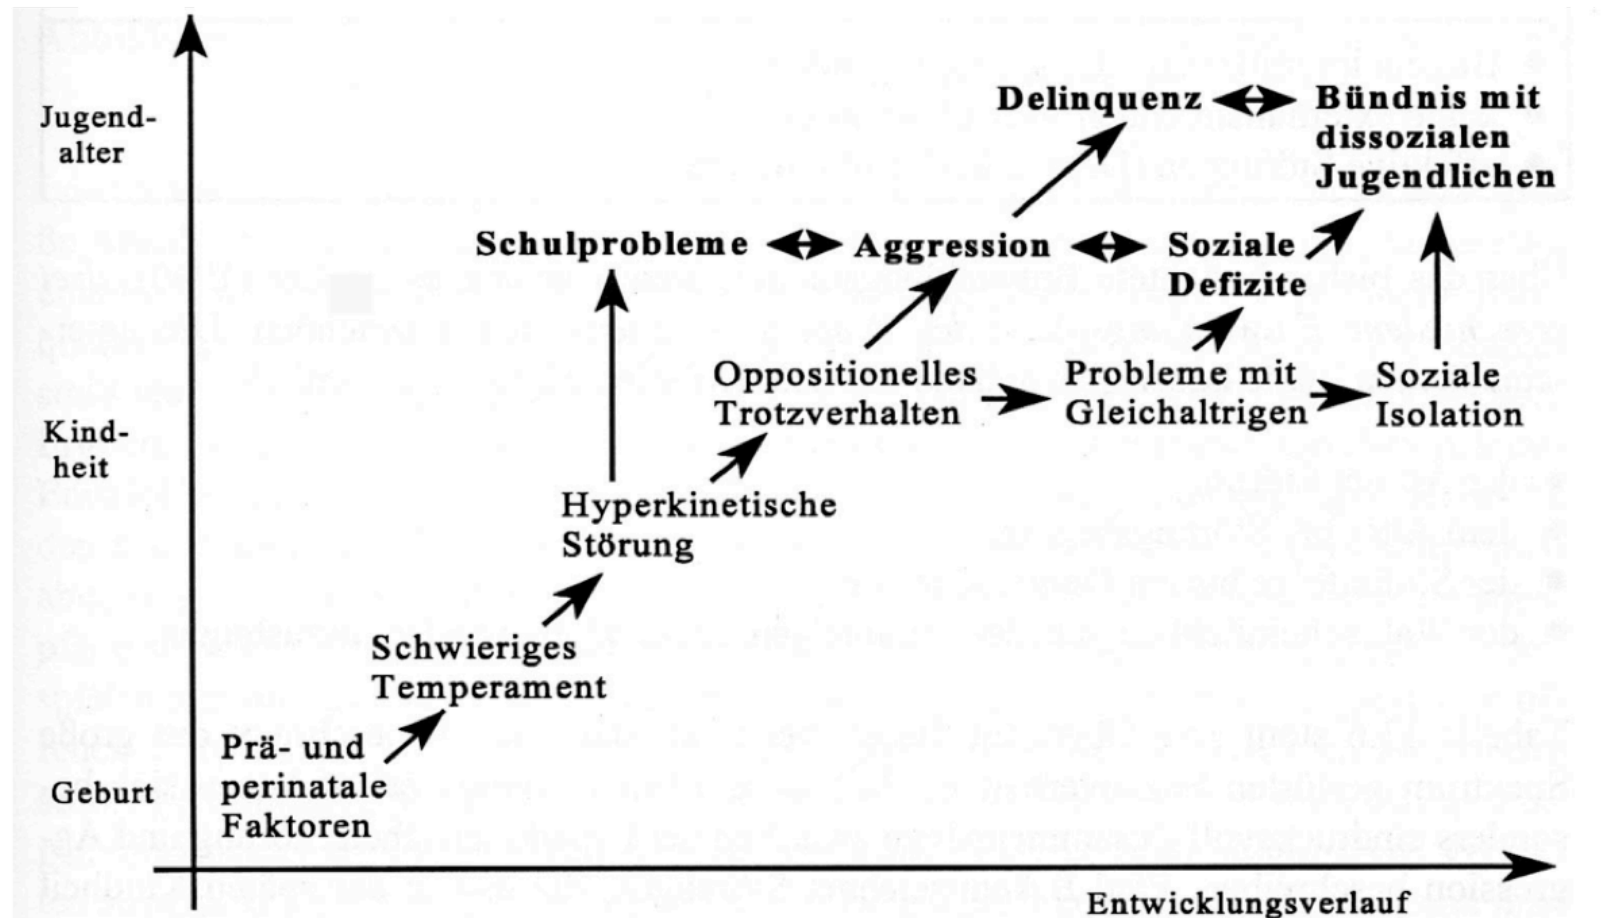 Jugend-
alter
Delinquenz
Bündnis mit
dissozialen
Jugendlichen
Schulprobleme
Aggression
Soziale
Defizite
Kind-
heit
Oppositionelles
Trotzverhalten
Probleme mit
Gleichaltrigen
Soziale
Isolation
Hyperkinetische
Störung
Schwieriges
Temperament
Geburt
Prä- und
perinatale
Faktoren
Entwicklungsverlauf